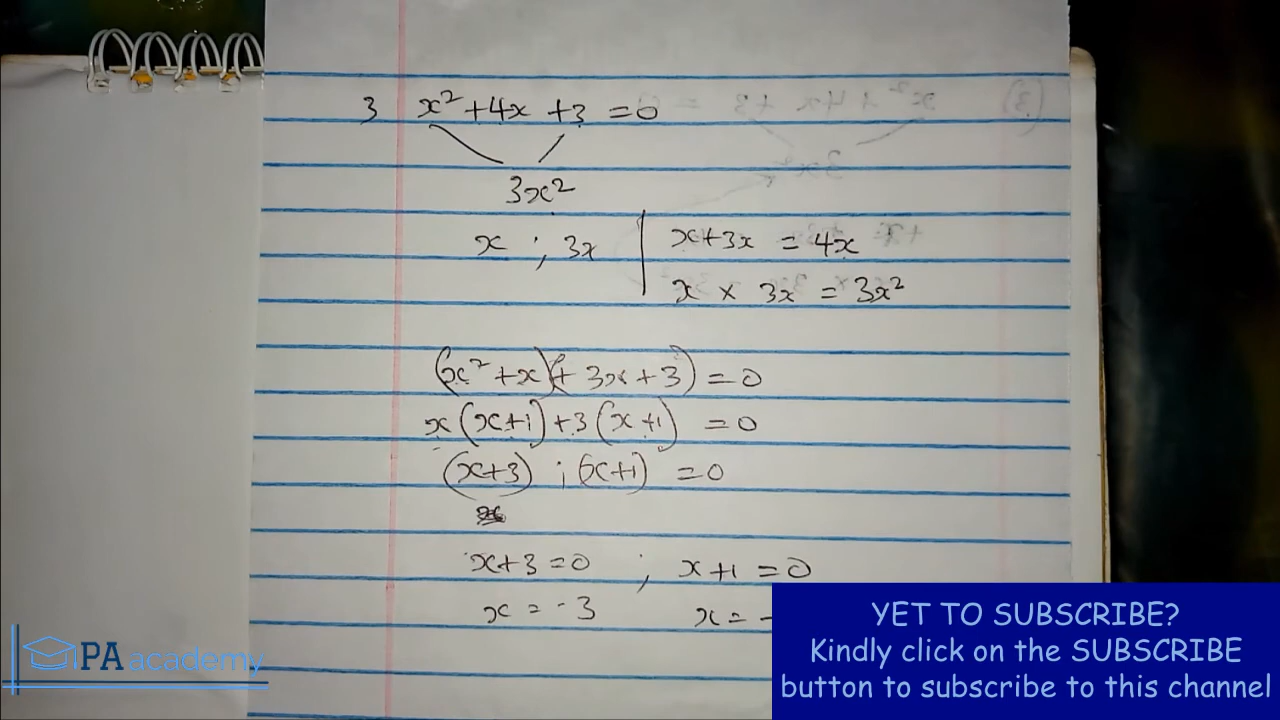 3 x²+4x +3 =0
3x²
x ; 3x | x+3x = 4x
x × 3x = 3x²
(x²+x)(+3x+3) =0
x(x+1)+3(x+1) =0
(x+3) ; (x+1) =0
x+3=0 ; x+1=0
x = -3 x = -
YET TO SUBSCRIBE?
Kindly click on the SUBSCRIBE
button to subscribe to this channel
PA academy